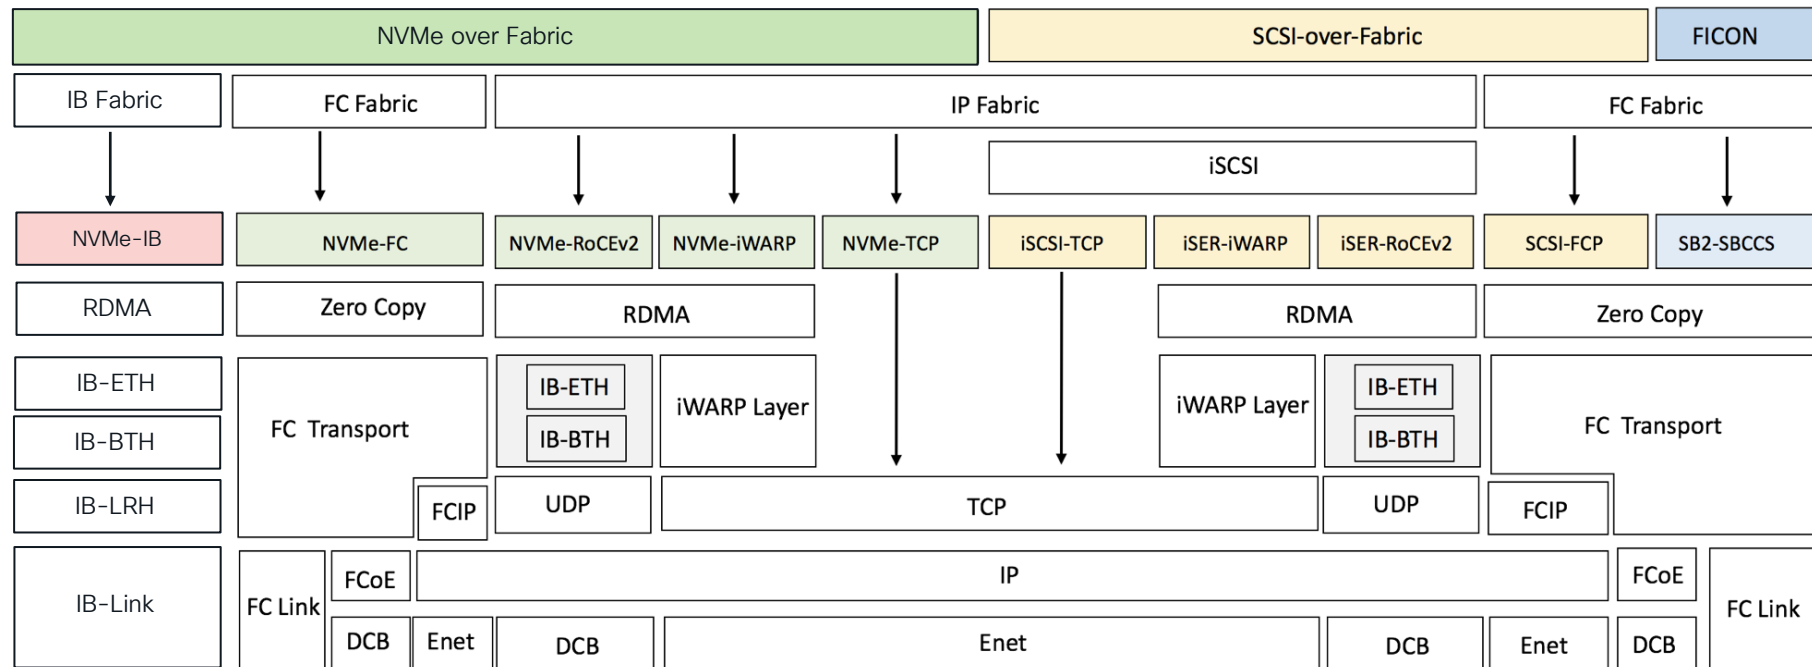 NVMe over Fabric
SCSI-over-Fabric
FICON
IB Fabric
FC Fabric
IP Fabric
FC Fabric
iSCSI
NVMe-IB
NVMe-FC
NVMe-RoCEv2
NVMe-iWARP
NVMe-TCP
iSCSI-TCP
iSER-iWARP
iSER-RoCEv2
SCSI-FCP
SB2-SBCCS
RDMA
Zero Copy
RDMA
RDMA
Zero Copy
IB-ETH
IB-BTH
IB-LRH
FC Transport
FCIP
IB-ETH
IB-BTH
iWARP Layer
UDP
TCP
iWARP Layer
IB-ETH
IB-BTH
UDP
FC Transport
FCIP
IB-Link
FC Link
FCoE
IP
FCoE
FC Link
DCB
Enet
DCB
Enet
DCB
Enet
DCB